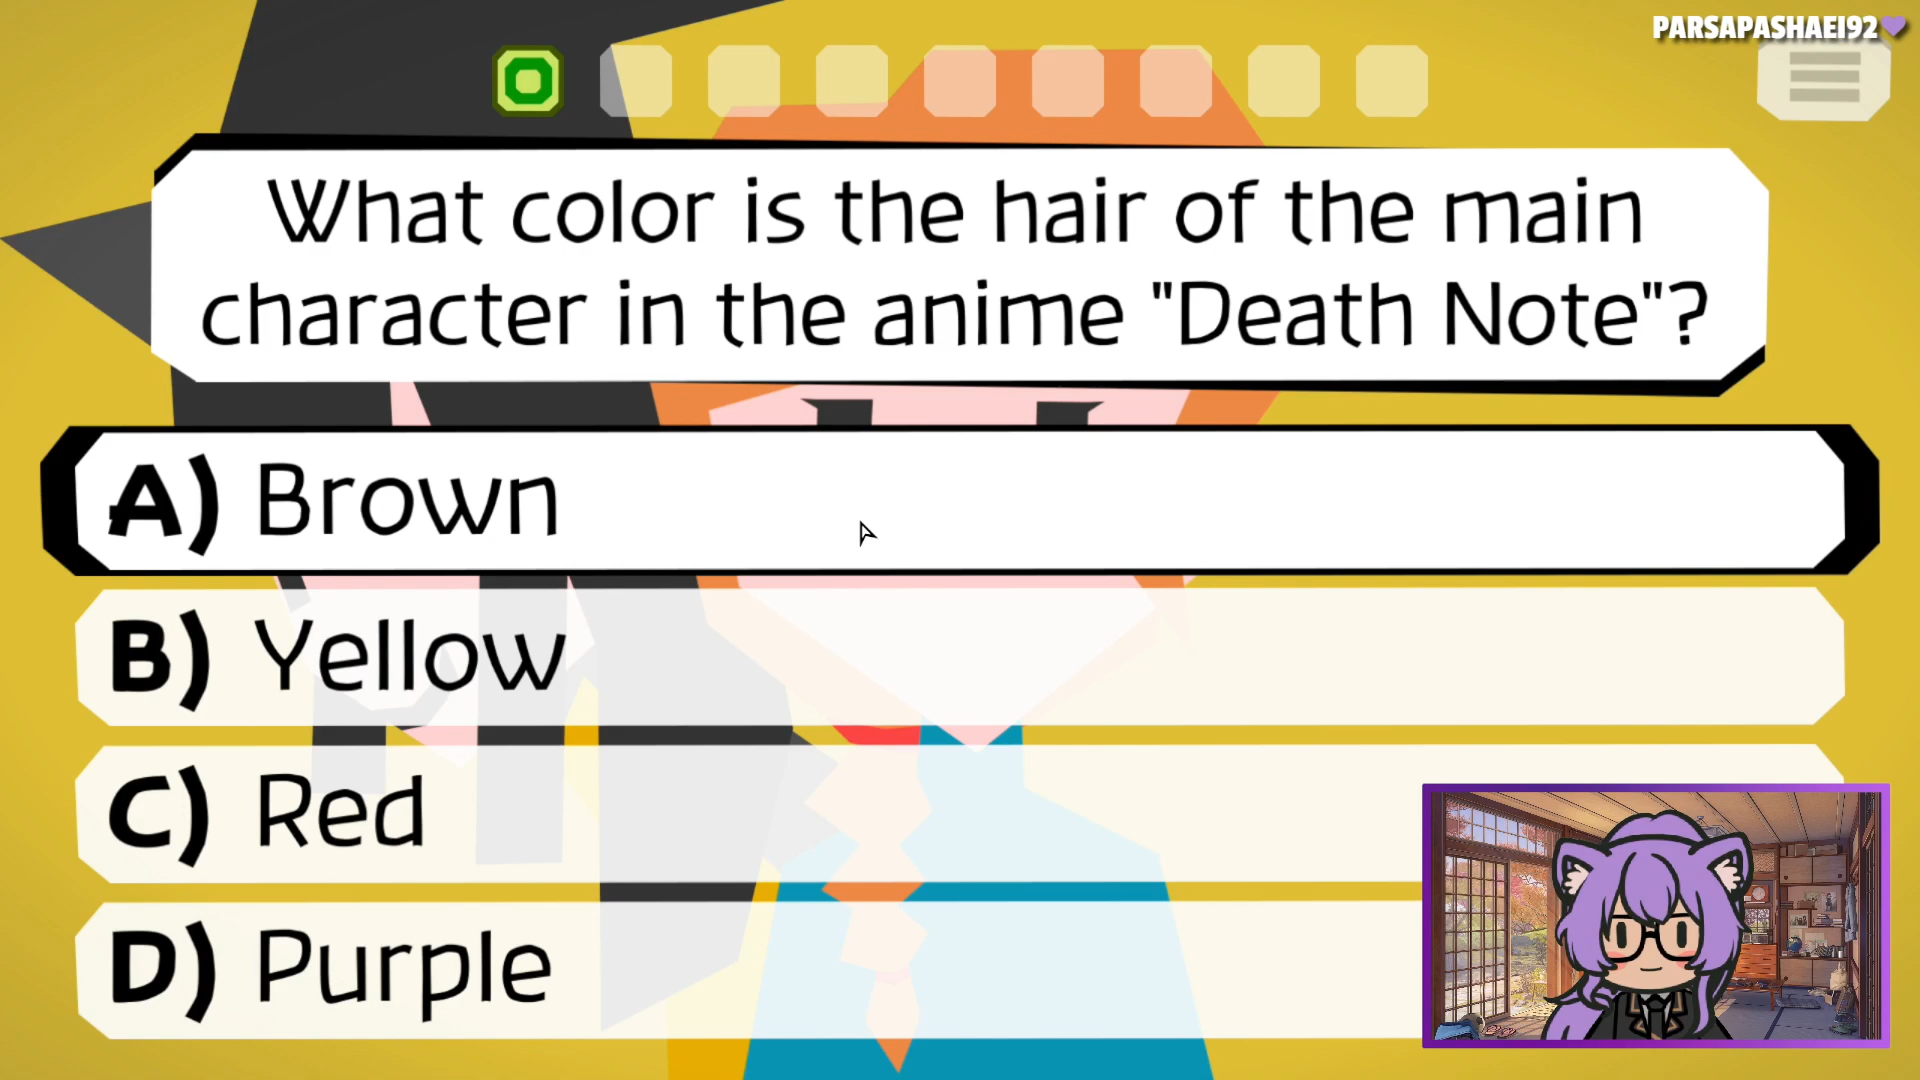 PARSAPASHAEI92
What color is the hair of the main
character in the anime "Death Note"?
A) Brown
B) Yellow
C) Red
D) Purple